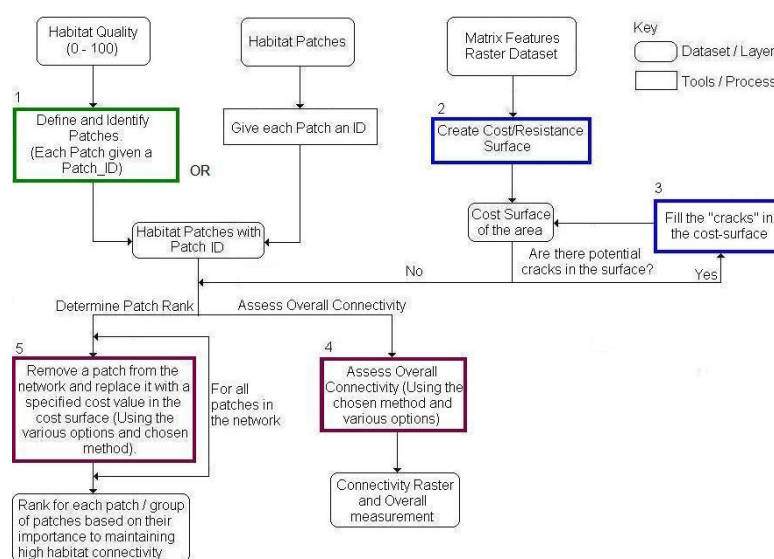 Habitat Quality
(0 - 100)
Habitat Patches
Matrix Features
Raster Dataset
Key
Dataset / Layer
Tools / Process
1
Define and Identify
Patches.
(Each Patch given a
Patch_ID)
OR
Give each Patch an ID
2
Create Cost/Resistance
Surface
3
Fill the "cracks" in
the cost-surface
Habitat Patches with
Patch ID
Cost Surface
of the area
Are there potential
cracks in the surface?
No
Yes
Determine Patch Rank
Assess Overall Connectivity
5
Remove a patch from the
network and replace it with a
specified cost value in the
cost surface (Using the
various options and chosen
method).
For all
patches in
the network
4
Assess Overall
Connectivity (Using the
chosen method and
various options)
Rank for each patch / group
of patches based on their
importance to maintaining
high habitat connectivity
Connectivity Raster
and Overall
measurement